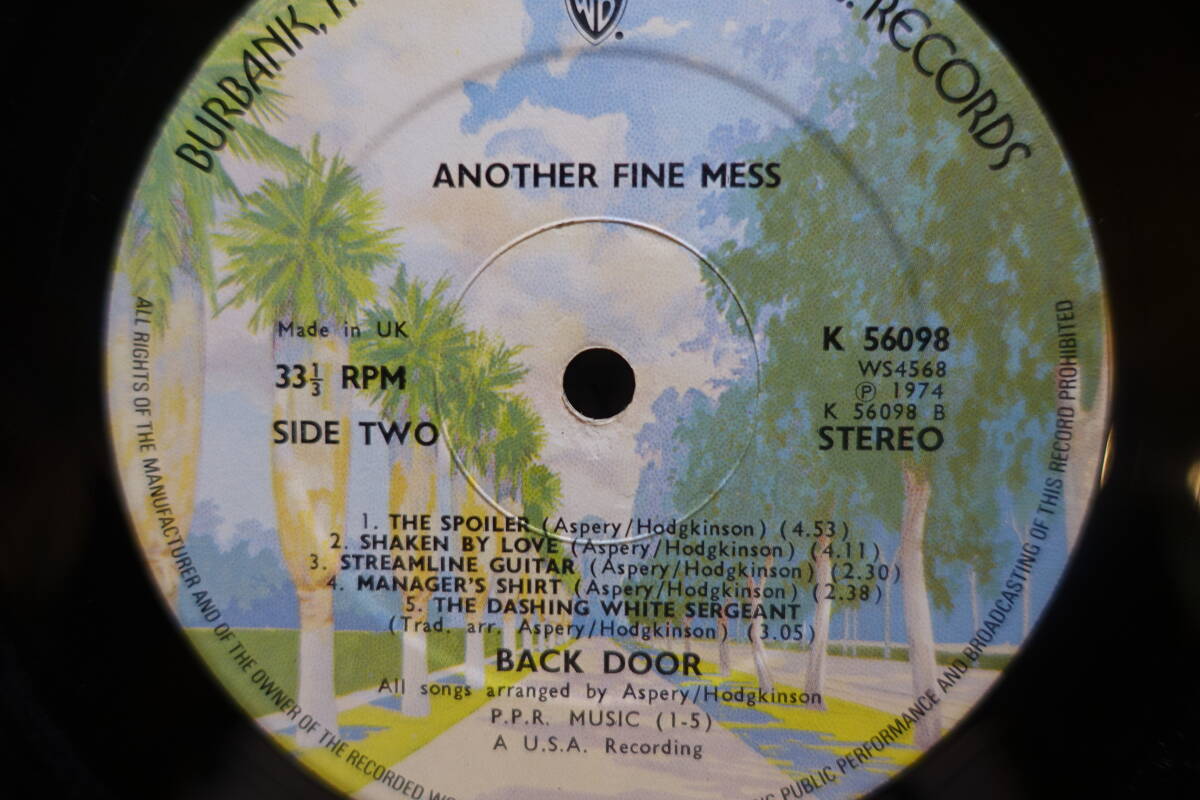 BURBANK,
RECORDS
WB
ANOTHER FINE MESS
Made in UK
33⅓ RPM
SIDE TWO
K 56098
WS4568
Ⓟ 1974
K 56098 B
STEREO
1. THE SPOILER (Aspery/Hodgkinson) (4.53)
2. SHAKEN BY LOVE (Aspery/Hodgkinson) (4.11)
3. STREAMLINE GUITAR (Aspery/Hodgkinson) (2.30)
4. MANAGER'S SHIRT (Aspery/Hodgkinson) (2.38)
5. THE DASHING WHITE SERGEANT
(Trad. arr. Aspery/Hodgkinson) (3.05)
BACK DOOR
All songs arranged by Aspery/Hodgkinson
P.P.R. MUSIC (1-5)
A U.S.A. Recording
ALL RIGHTS OF THE MANUFACTURER AND OF THE OWNER OF THE RECORDED
PUBLIC PERFORMANCE AND BROADCASTING OF THIS RECORD PROHIBITED